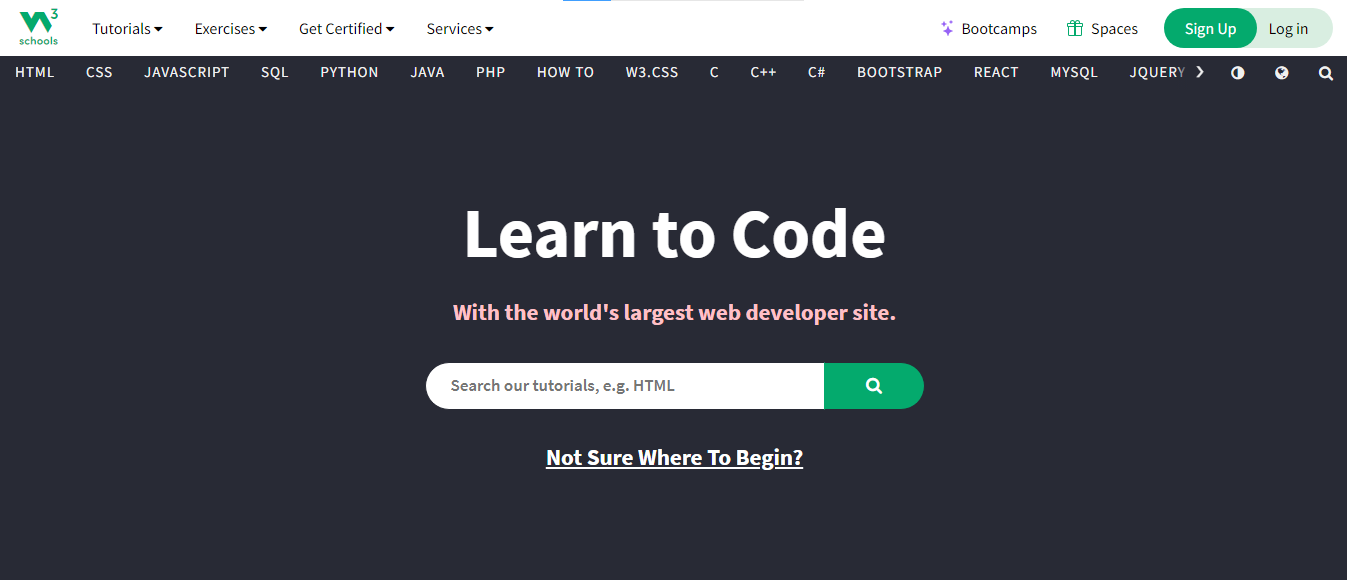 W3 schools Tutorials Exercises Get Certified Services Bootcamps Spaces Sign Up Log in
HTML CSS JAVASCRIPT SQL PYTHON JAVA PHP HOW TO W3.CSS C C++ C# BOOTSTRAP REACT MYSQL JQUERY
Learn to Code
With the world's largest web developer site.
Search our tutorials, e.g. HTML
Not Sure Where To Begin?